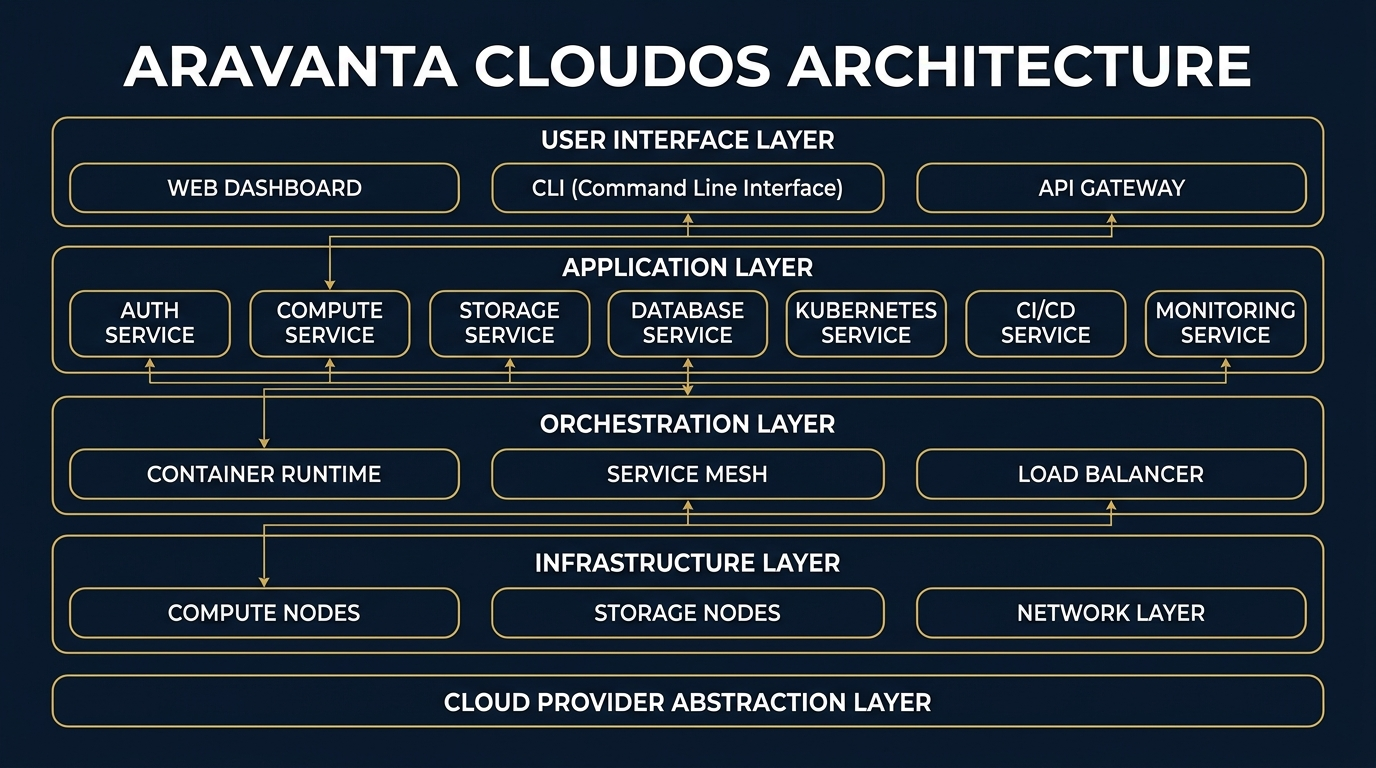 ARAVANTA CLOUDOS ARCHITECTURE
USER INTERFACE LAYER
WEB DASHBOARD
CLI (Command Line Interface)
API GATEWAY
APPLICATION LAYER
AUTH
SERVICE
COMPUTE
SERVICE
STORAGE
SERVICE
DATABASE
SERVICE
KUBERNETES
SERVICE
CI/CD
SERVICE
MONITORING
SERVICE
ORCHESTRATION LAYER
CONTAINER RUNTIME
SERVICE MESH
LOAD BALANCER
INFRASTRUCTURE LAYER
COMPUTE NODES
STORAGE NODES
NETWORK LAYER
CLOUD PROVIDER ABSTRACTION LAYER